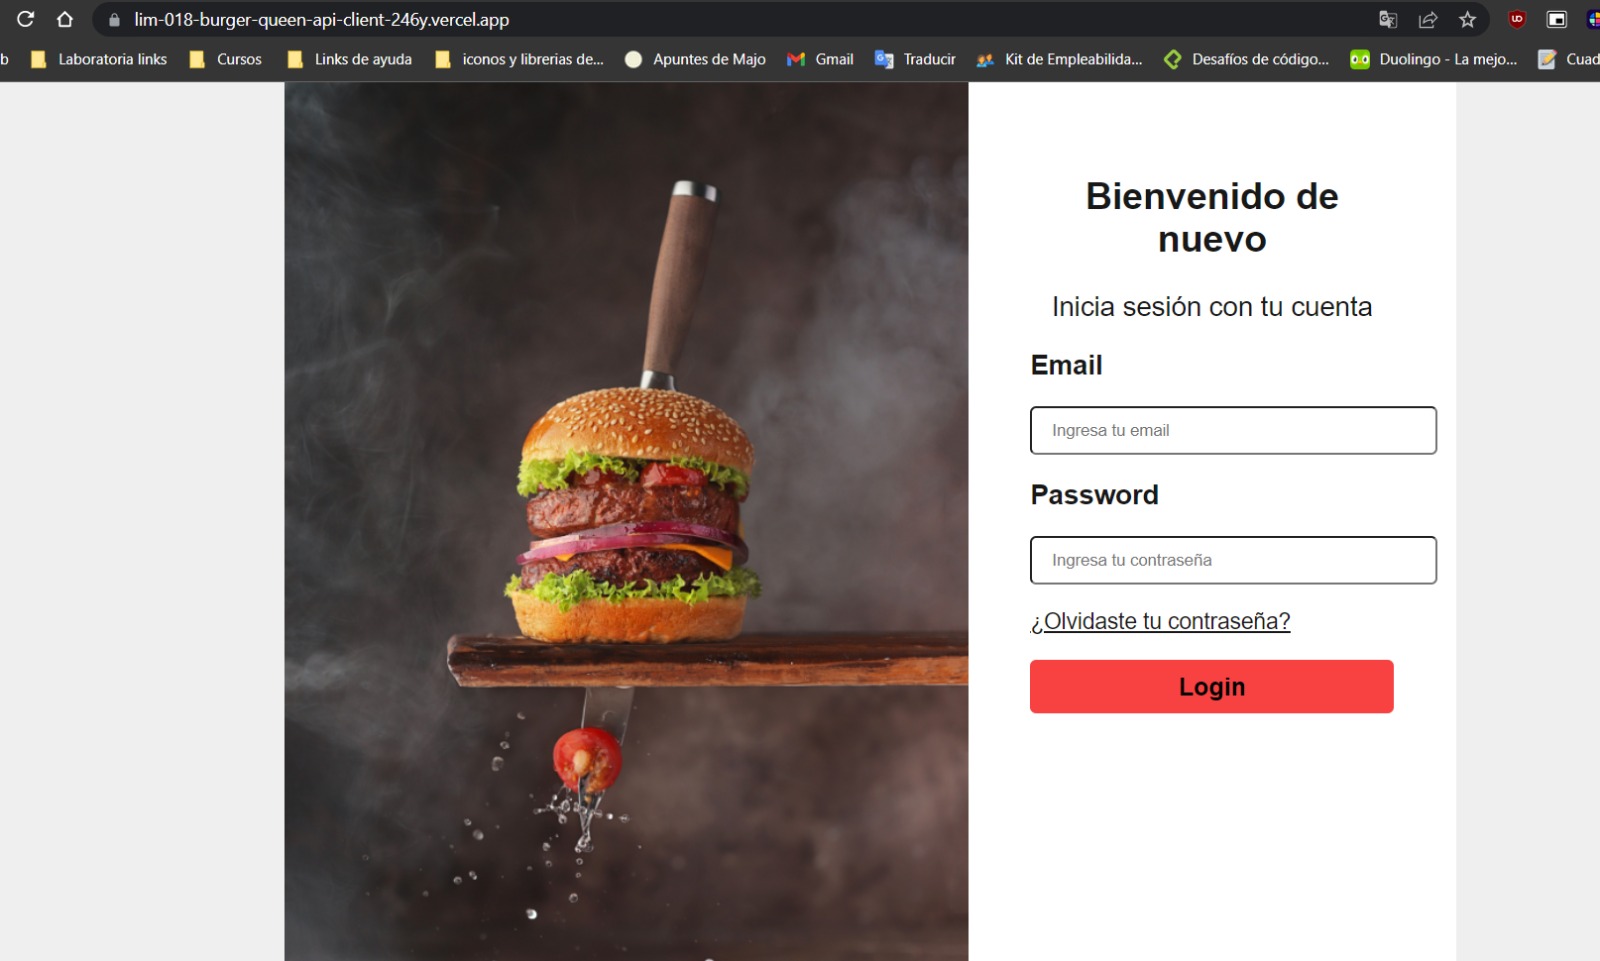 lim-018-burger-queen-api-client-246y.vercel.app
b Laboratoria links Cursos Links de ayuda iconos y librerias de... Apuntes de Majo Gmail Traducir Kit de Empleabilida... Desafíos de código... Duolingo - La mejo... Cuad
Bienvenido de
nuevo
Inicia sesión con tu cuenta
Email
Ingresa tu email
Password
Ingresa tu contraseña
¿Olvidaste tu contraseña?
Login